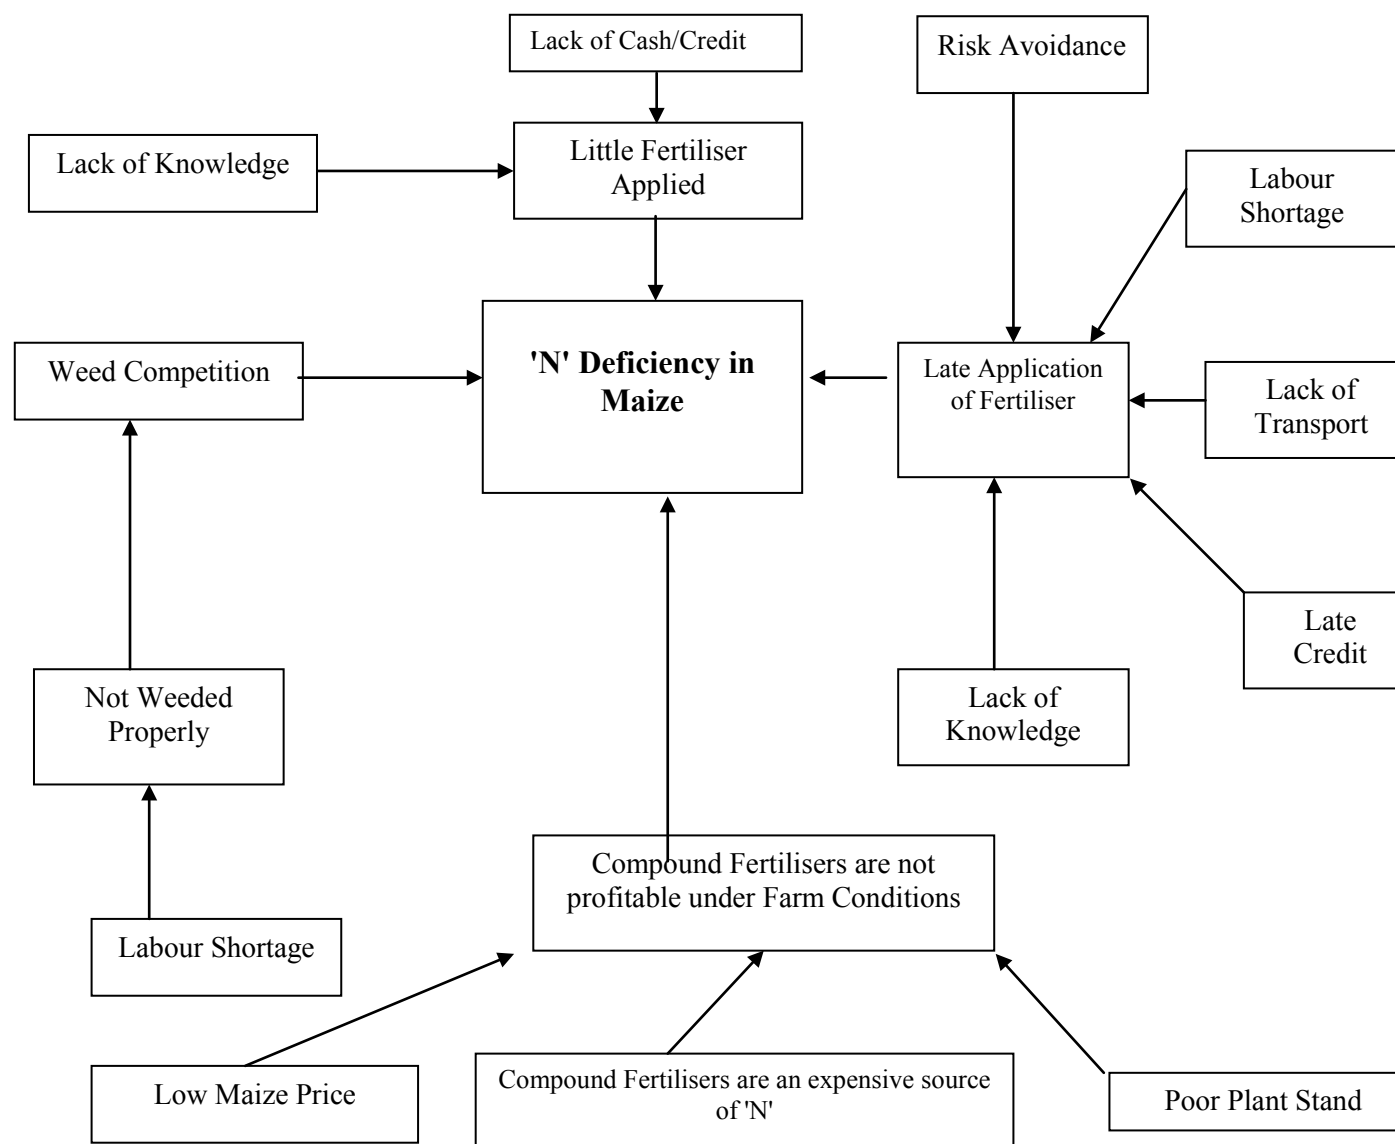 Lack of Cash/Credit
Risk Avoidance
Lack of Knowledge
Little Fertiliser
Applied
Labour
Shortage
Weed Competition
'N' Deficiency in
Maize
Late Application
of Fertiliser
Lack of
Transport
Late
Credit
Not Weeded
Properly
Lack of
Knowledge
Compound Fertilisers are not
profitable under Farm Conditions
Labour Shortage
Low Maize Price
Compound Fertilisers are an expensive source
of 'N'
Poor Plant Stand